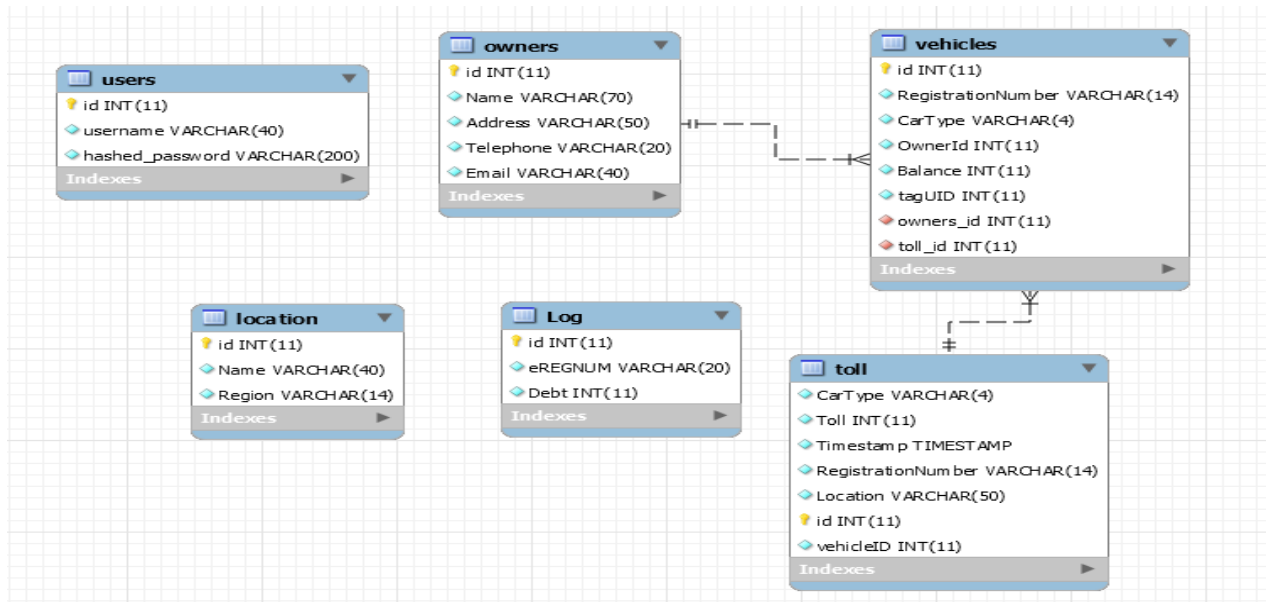 users
id INT(11)
username VARCHAR(40)
hashed_password VARCHAR(200)
Indexes
owners
id INT(11)
Name VARCHAR(70)
Address VARCHAR(50)
Telephone VARCHAR(20)
Email VARCHAR(40)
Indexes
vehicles
id INT(11)
RegistrationNumber VARCHAR(14)
CarType VARCHAR(4)
OwnerId INT(11)
Balance INT(11)
tagUID INT(11)
owners_id INT(11)
toll_id INT(11)
Indexes
location
id INT(11)
Name VARCHAR(40)
Region VARCHAR(14)
Indexes
Log
id INT(11)
eREGNUM VARCHAR(20)
Debt INT(11)
Indexes
toll
CarType VARCHAR(4)
Toll INT(11)
Timestamp TIMESTAMP
RegistrationNumber VARCHAR(14)
Location VARCHAR(50)
id INT(11)
vehicleID INT(11)
Indexes